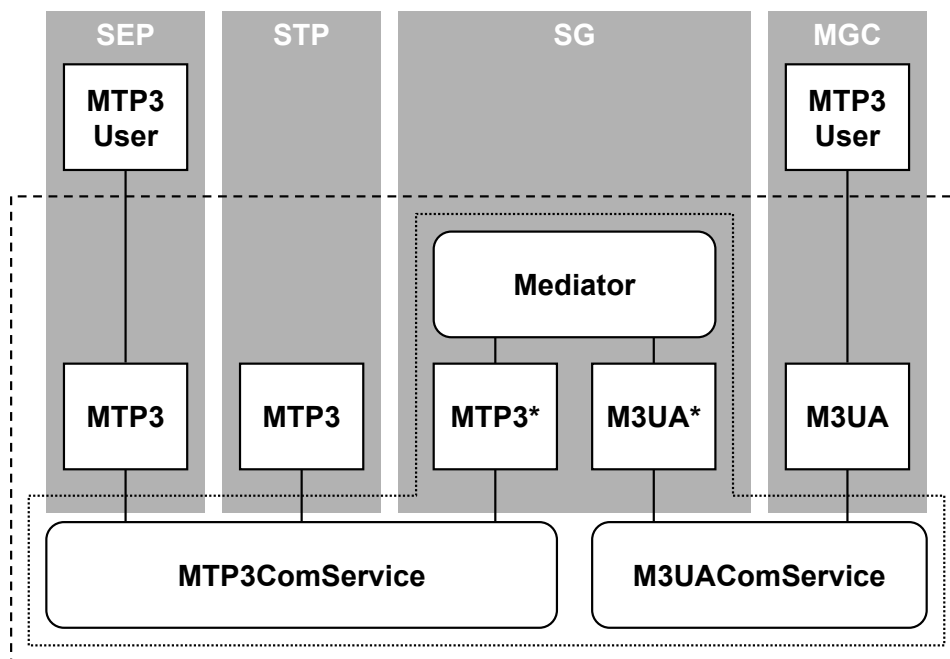 SEP
STP
SG
MGC
MTP3
User
MTP3
User
Mediator
MTP3
MTP3
MTP3*
M3UA*
M3UA
MTP3ComService
M3UAComService